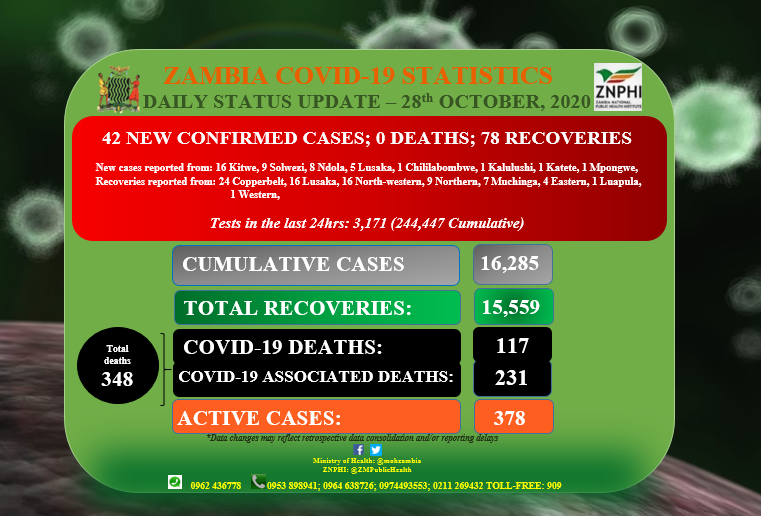 ZAMBIA COVID-19 STATISTICS
DAILY STATUS UPDATE – 28th OCTOBER, 2020
ZNPHI
ZAMBIA NATIONAL
PUBLIC HEALTH INSTITUTE
42 NEW CONFIRMED CASES; 0 DEATHS; 78 RECOVERIES
New cases reported from: 16 Kitwe, 9 Solwezi, 8 Ndola, 5 Lusaka, 1 Chililabombwe, 1 Kalulushi, 1 Katete, 1 Mpongwe,
Recoveries reported from: 24 Copperbelt, 16 Lusaka, 16 North-western, 9 Northern, 7 Muchinga, 4 Eastern, 1 Luapula,
1 Western,
Tests in the last 24hrs: 3,171 (244,447 Cumulative)
CUMULATIVE CASES 16,285
TOTAL RECOVERIES: 15,559
Total
deaths
348
COVID-19 DEATHS: 117
COVID-19 ASSOCIATED DEATHS: 231
ACTIVE CASES: 378
*Data changes may reflect retrospective data consolidation and/or reporting delays
Ministry of Health: @mohzambia
ZNPHI: @ZMPublicHealth
0962 436778 0953 898941; 0964 638726; 0974493553; 0211 269432 TOLL-FREE: 909